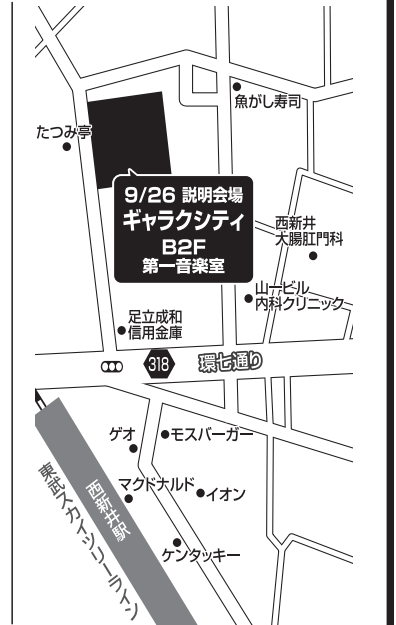 魚がし寿司
たつみ亭
9/26 説明会場
ギャラクシティ
B2F
第一音楽室
西新井
大腸肛門科
山一ビル
内科クリニック
足立成和
信用金庫
318
環七通り
ゲオ
モスバーガー
マクドナルド
イオン
ケンタッキー
西新井駅
東武スカイツリーライン